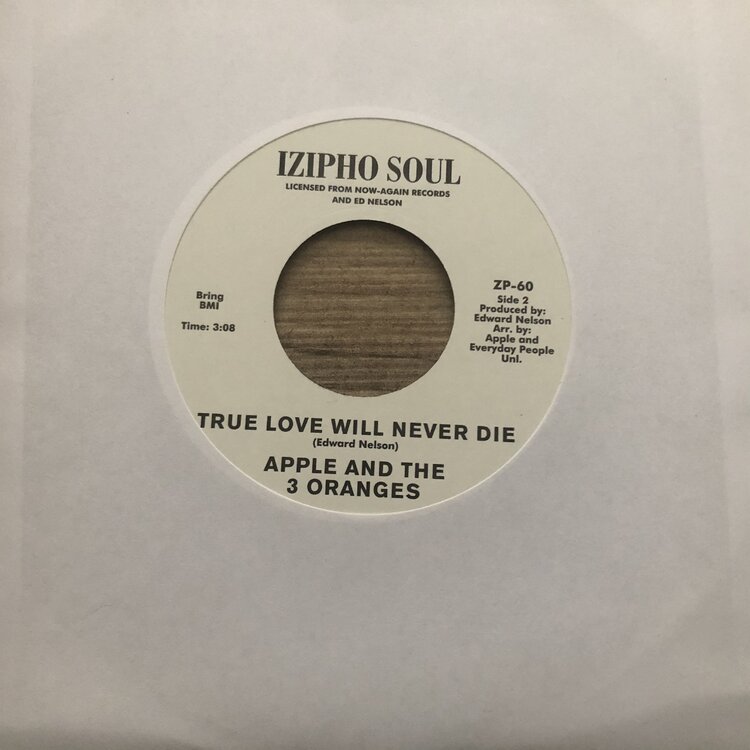 IZIPHO SOUL
LICENSED FROM NOW-AGAIN RECORDS
AND ED NELSON
Bring
BMI
Time: 3:08
ZP-60
Side 2
Produced by:
Edward Nelson
Arr. by:
Apple and
Everyday People
Unl.
TRUE LOVE WILL NEVER DIE
(Edward Nelson)
APPLE AND THE
3 ORANGES